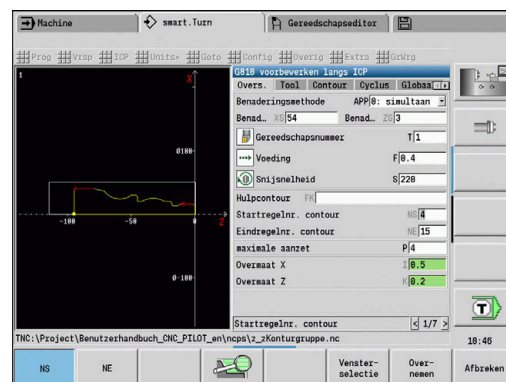 Machine
smart.Turn
Gereedschapseditor
Prog
Vrsp
ICP
Units»
Goto
Config
Overig
Extra
GrWrg
1
X
0100
-100
-50
0
Z
0-100
G810 voorbewerken langs ICP
Overs. Tool Contour Cyclus Globaa
Benaderingsmethode APP 0: simultaan
Benad… XS 54 Benad… ZS 3
Gereedschapsnummer T 1
Voeding F 0.4
Snijsnelheid S 220
Hulpcontour FK
Startregelnr. contour NS 4
Eindregelnr. contour NE 15
maximale aanzet P 4
Overmaat X I 0.5
Overmaat Z K 0.2
Startregelnr. contour < 1/7 >
TNC:\Project\Benutzerhandbuch_CNC_PILOT_en\ncps\z_zKonturgruppe.nc
T
10:46
NS
NE
Venster-
selectie
Over-
nemen
Afbreken